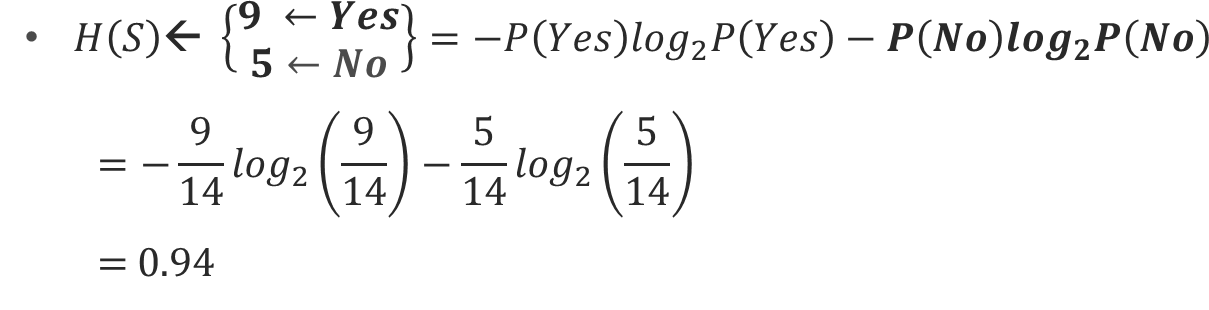 • H(S)← {9 ← Yes 5 ← No} = −P(Yes)log₂P(Yes) − P(No)log₂P(No)
= −9/14 log₂(9/14) − 5/14 log₂(5/14)
= 0.94